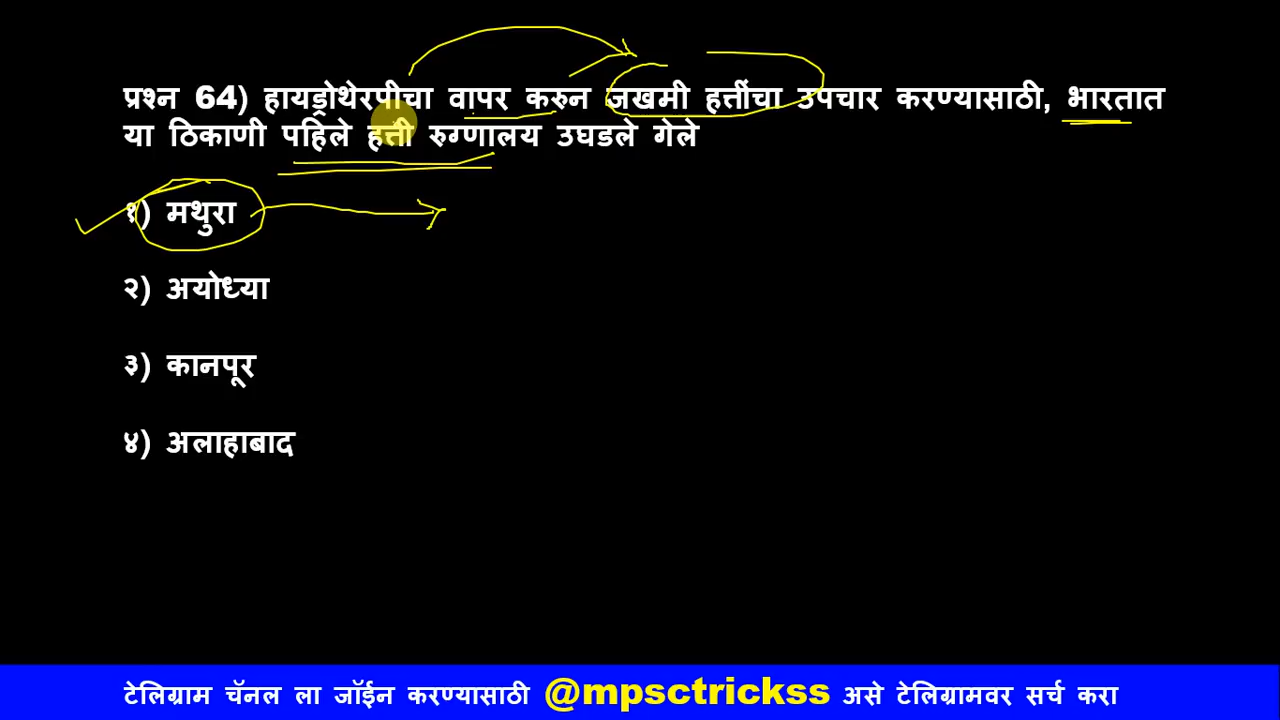 प्रश्न 64) हायड्रोथेरपीचा वापर करुन जखमी हत्तींचा उपचार करण्यासाठी, भारतात
या ठिकाणी पहिले हत्ती रुग्णालय उघडले गेले
१) मथुरा
२) अयोध्या
३) कानपूर
४) अलाहाबाद
टेलिग्राम चॅनल ला जॉईन करण्यासाठी @mpsctrickss असे टेलिग्रामवर सर्च करा